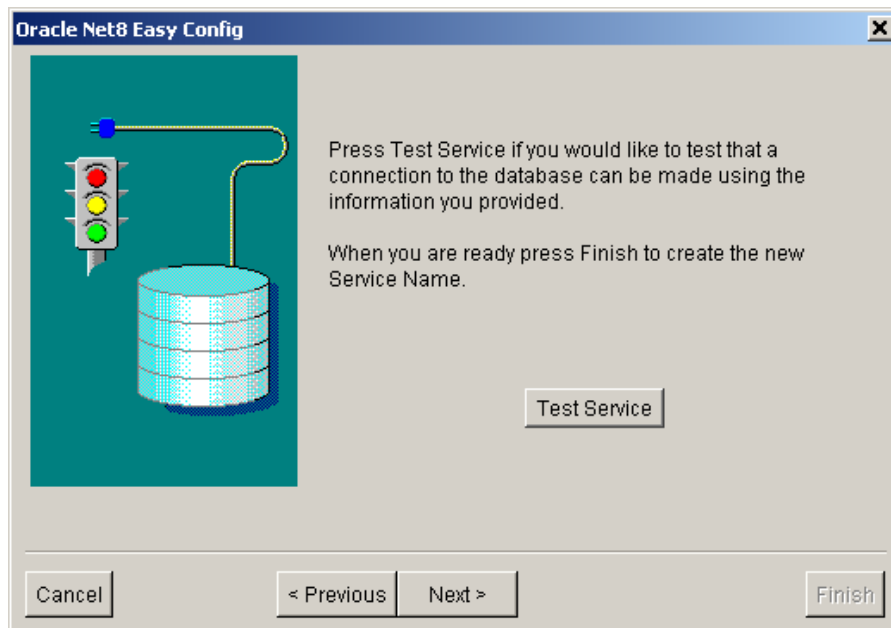 Oracle Net8 Easy Config
Press Test Service if you would like to test that a
connection to the database can be made using the
information you provided.
When you are ready press Finish to create the new
Service Name.
Test Service
Cancel
< Previous
Next >
Finish